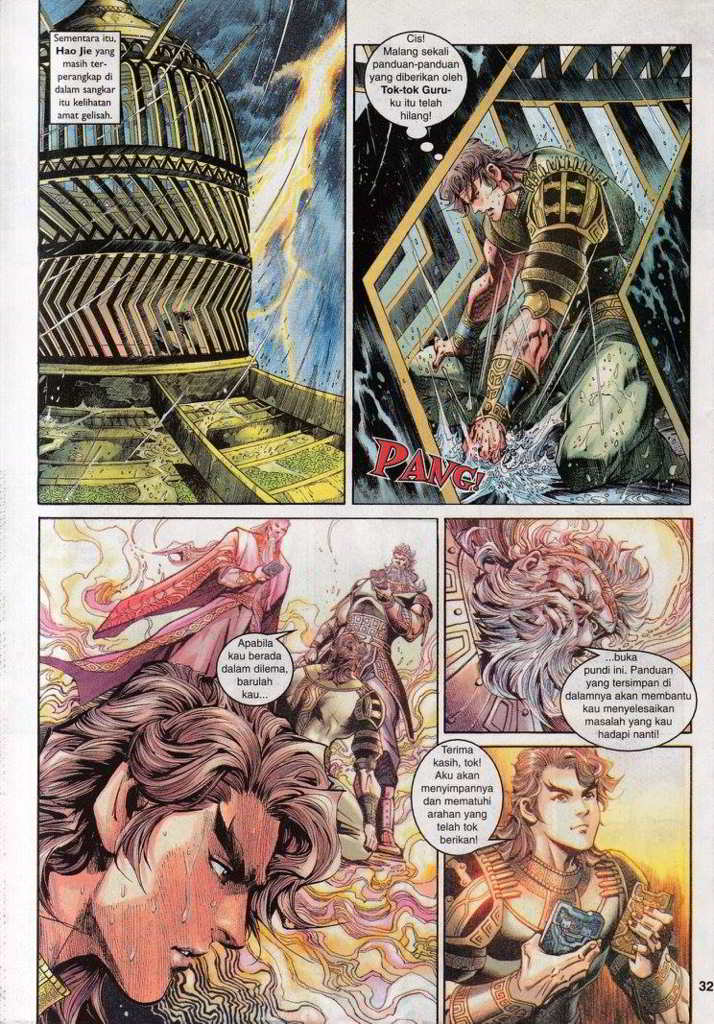 Sementara itu,
Hao Jie yang
masih ter-
perangkap di
dalam sangkar
itu kelihatan
amat gelisah.
Cis!
Malang sekali
panduan-panduan
yang diberikan oleh
Tok-tok Guru-
ku itu telah
hilang!
PANG!
Apabila
kau berada
dalam dilema,
barulah
kau...
...buka
pundi ini. Panduan
yang tersimpan di
dalamnya akan membantu
kau menyelesaikan
masalah yang kau
hadapi nanti!
Terima
kasih, tok!
Aku akan
menyimpannya
dan mematuhi
arahan yang
telah tok
berikan!
32